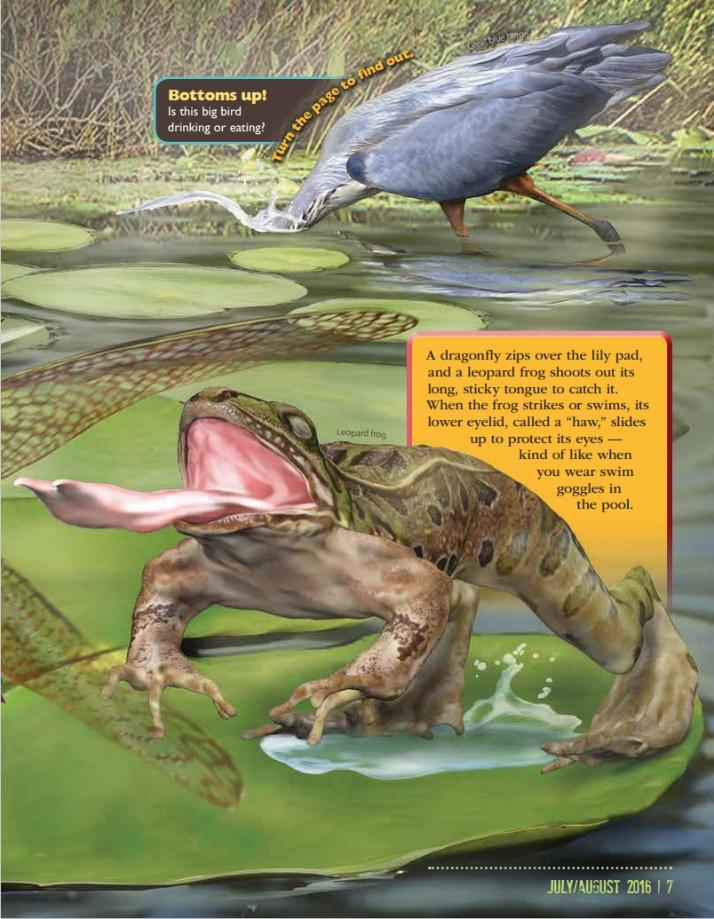 Great blue heron
Bottoms up!
Is this big bird
drinking or eating?
Turn the page to find out.
A dragonfly zips over the lily pad,
and a leopard frog shoots out its
long, sticky tongue to catch it.
When the frog strikes or swims, its
lower eyelid, called a “haw,” slides
up to protect its eyes —
kind of like when
you wear swim
goggles in
the pool.
Leopard frog
JULY/AUGUST 2016 | 7